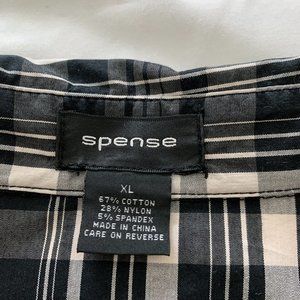 spense
XL
67% COTTON
28% NYLON
5% SPANDEX
MADE IN CHINA
CARE ON REVERSE